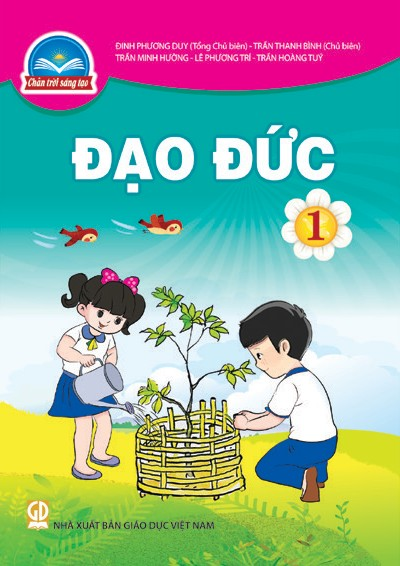 ĐINH PHƯƠNG DUY (Tổng Chủ biên) - TRẦN THANH BÌNH (Chủ biên)
TRẦN MINH HƯỜNG - LÊ PHƯƠNG TRÍ - TRẦN HOÀNG TUÝ
Chân trời sáng tạo
ĐẠO ĐỨC
1
GD
NHÀ XUẤT BẢN GIÁO DỤC VIỆT NAM